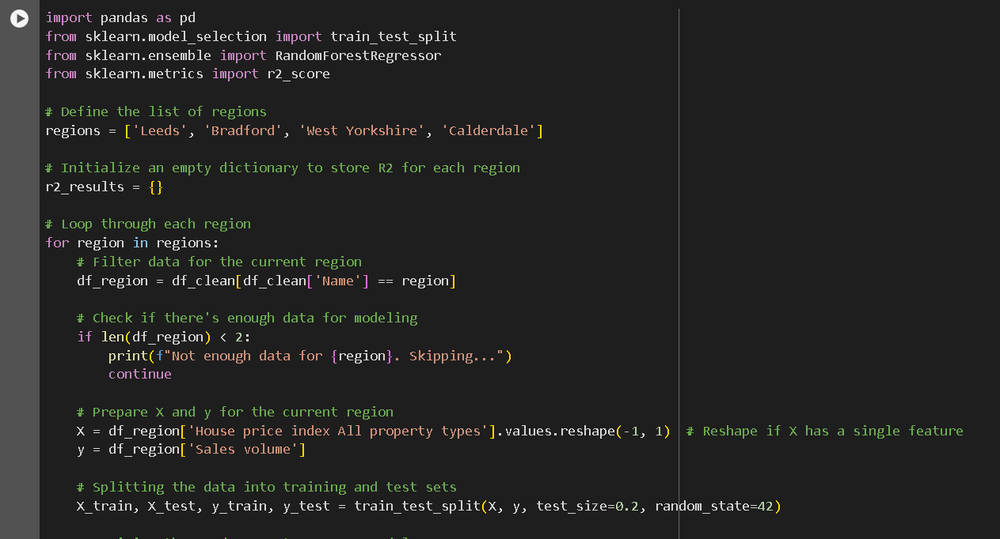 import pandas as pd
from sklearn.model_selection import train_test_split
from sklearn.ensemble import RandomForestRegressor
from sklearn.metrics import r2_score

# Define the list of regions
regions = ['Leeds', 'Bradford', 'West Yorkshire', 'Calderdale']

# Initialize an empty dictionary to store R2 for each region
r2_results = {}

# Loop through each region
for region in regions:
    # Filter data for the current region
    df_region = df_clean[df_clean['Name'] == region]

    # Check if there's enough data for modeling
    if len(df_region) < 2:
        print(f"Not enough data for {region}. Skipping...")
        continue

    # Prepare X and y for the current region
    X = df_region['House price index All property types'].values.reshape(-1, 1)  # Reshape if X has a single feature
    y = df_region['Sales volume']

    # Splitting the data into training and test sets
    X_train, X_test, y_train, y_test = train_test_split(X, y, test_size=0.2, random_state=42)